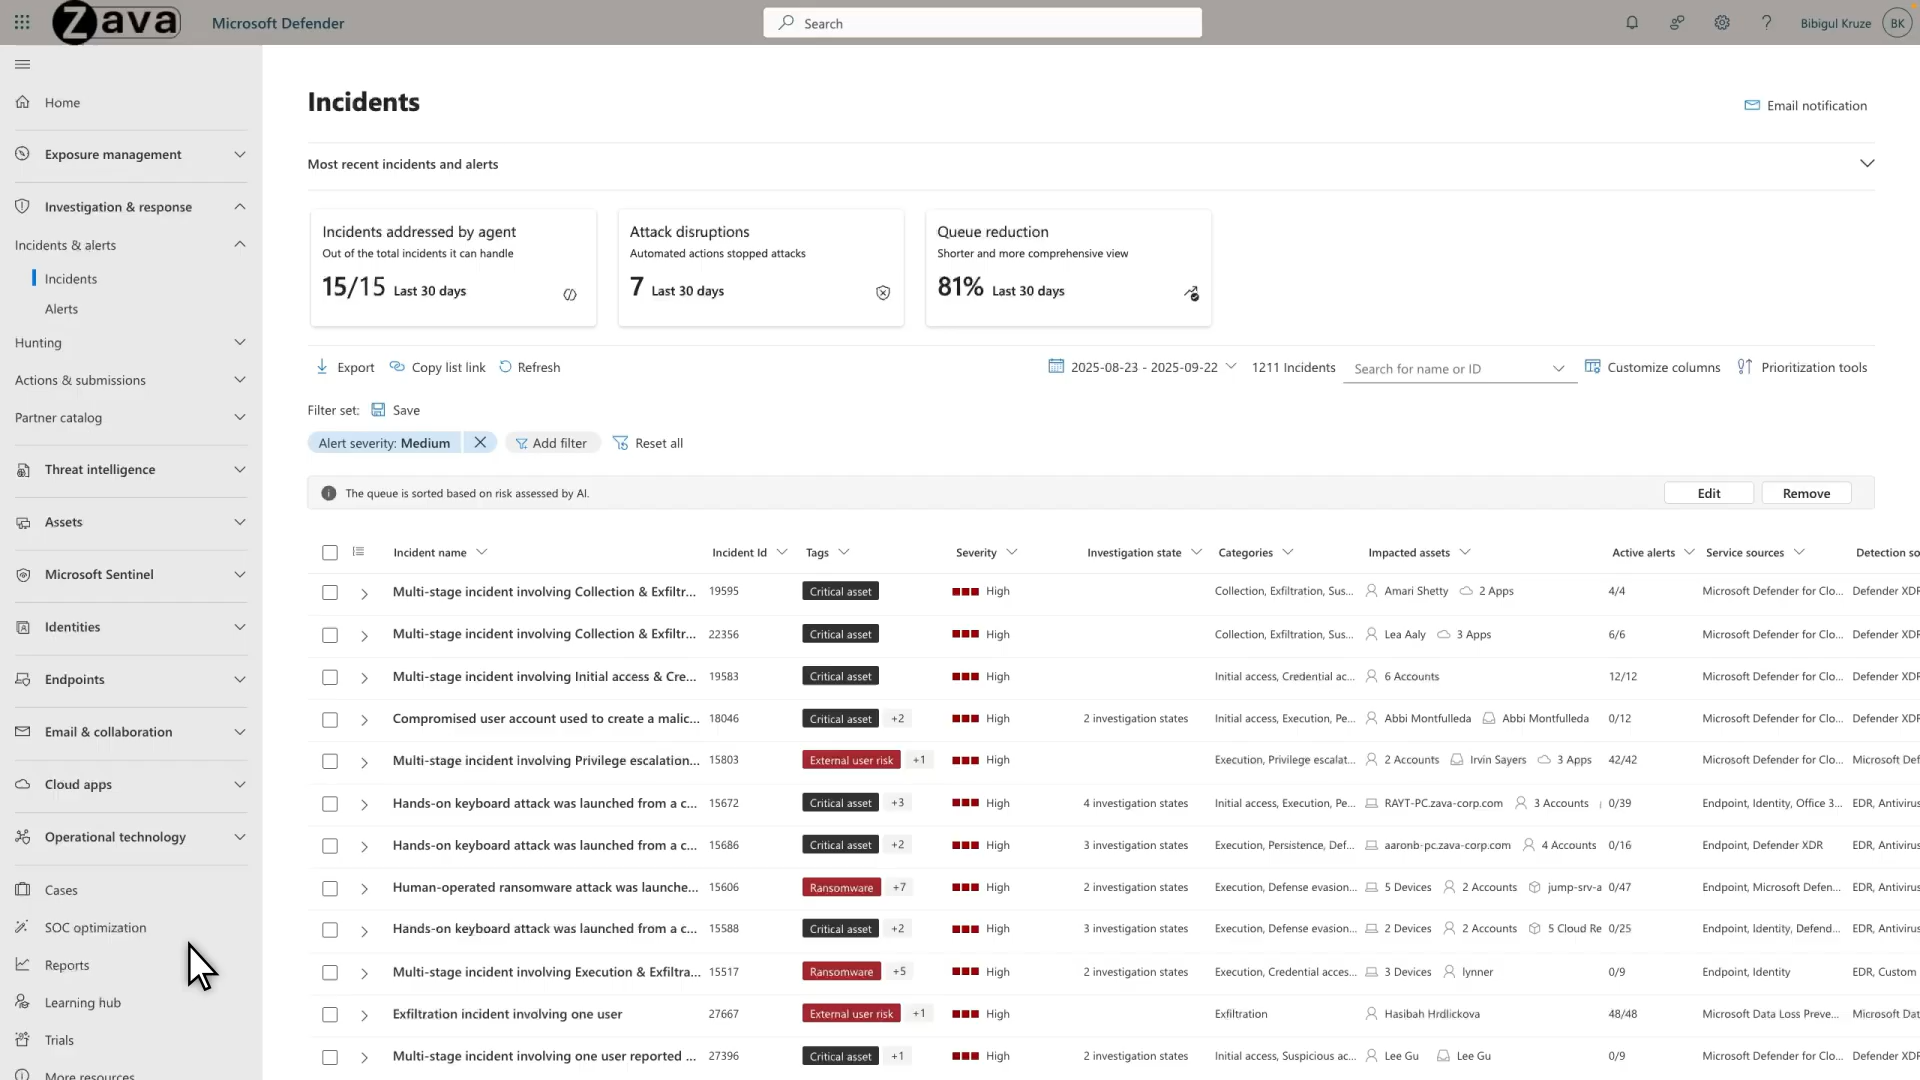 Zava Microsoft Defender Search Bibigul Kruze BK
Home
Exposure management
Investigation & response
Incidents & alerts
Incidents
Alerts
Hunting
Actions & submissions
Partner catalog
Threat intelligence
Assets
Microsoft Sentinel
Identities
Endpoints
Email & collaboration
Cloud apps
Operational technology
Cases
SOC optimization
Reports
Learning hub
Trials
More resources
Incidents
Email notification
Most recent incidents and alerts
Incidents addressed by agent
Out of the total incidents it can handle
15/15 Last 30 days
Attack disruptions
Automated actions stopped attacks
7 Last 30 days
Queue reduction
Shorter and more comprehensive view
81% Last 30 days
Export Copy list link Refresh 2025-08-23 - 2025-09-22 1211 Incidents Search for name or ID Customize columns Prioritization tools
Filter set: Save
Alert severity: Medium Add filter Reset all
The queue is sorted based on risk assessed by AI. Edit Remove
Incident name Incident Id Tags Severity Investigation state Categories Impacted assets Active alerts Service sources Detection so
Multi-stage incident involving Collection & Exfiltr... 19595 Critical asset High Collection, Exfiltration, Sus... Amari Shetty 2 Apps 4/4 Microsoft Defender for Clo... Defender XDR
Multi-stage incident involving Collection & Exfiltr... 22356 Critical asset High Collection, Exfiltration, Sus... Lea Aaly 3 Apps 6/6 Microsoft Defender for Clo... Defender XDR
Multi-stage incident involving Initial access & Cre... 19583 Critical asset High Initial access, Credential ac... 6 Accounts 12/12 Microsoft Defender for Clo... Defender XDR
Compromised user account used to create a malic... 18046 Critical asset +2 High 2 investigation states Initial access, Execution, Pe... Abbi Montfulleda Abbi Montfulleda 0/12 Microsoft Defender for Clo... Defender XDR
Multi-stage incident involving Privilege escalation... 15803 External user risk +1 High Execution, Privilege escalat... 2 Accounts Irvin Sayers 3 Apps 42/42 Microsoft Defender for Clo... Microsoft Def
Hands-on keyboard attack was launched from a c... 15672 Critical asset +3 High 4 investigation states Initial access, Execution, Pe... RAYT-PC.zava-corp.com 3 Accounts 0/39 Endpoint, Identity, Office 3... EDR, Antivirus
Hands-on keyboard attack was launched from a c... 15686 Critical asset +2 High 3 investigation states Execution, Persistence, Def... aaronb-pc.zava-corp.com 4 Accounts 0/16 Endpoint, Defender XDR EDR, Antivirus
Human-operated ransomware attack was launche... 15606 Ransomware +7 High 2 investigation states Execution, Defense evasion... 5 Devices 2 Accounts jump-srv-a 0/47 Endpoint, Microsoft Defen... EDR, Antivirus
Hands-on keyboard attack was launched from a c... 15588 Critical asset +2 High 3 investigation states Execution, Defense evasion... 2 Devices 2 Accounts 5 Cloud Re 0/25 Endpoint, Identity, Defend... EDR, Antivirus
Multi-stage incident involving Execution & Exfiltra... 15517 Ransomware +5 High 2 investigation states Execution, Credential acces... 3 Devices lynner 0/9 Endpoint, Identity EDR, Custom
Exfiltration incident involving one user 27667 External user risk +1 High Exfiltration Hasibah Hrdlickova 48/48 Microsoft Data Loss Preve... Microsoft Dat
Multi-stage incident involving one user reported ... 27396 Critical asset +1 High 2 investigation states Initial access, Suspicious ac... Lee Gu Lee Gu 0/9 Microsoft Defender for Clo... Defender XDR